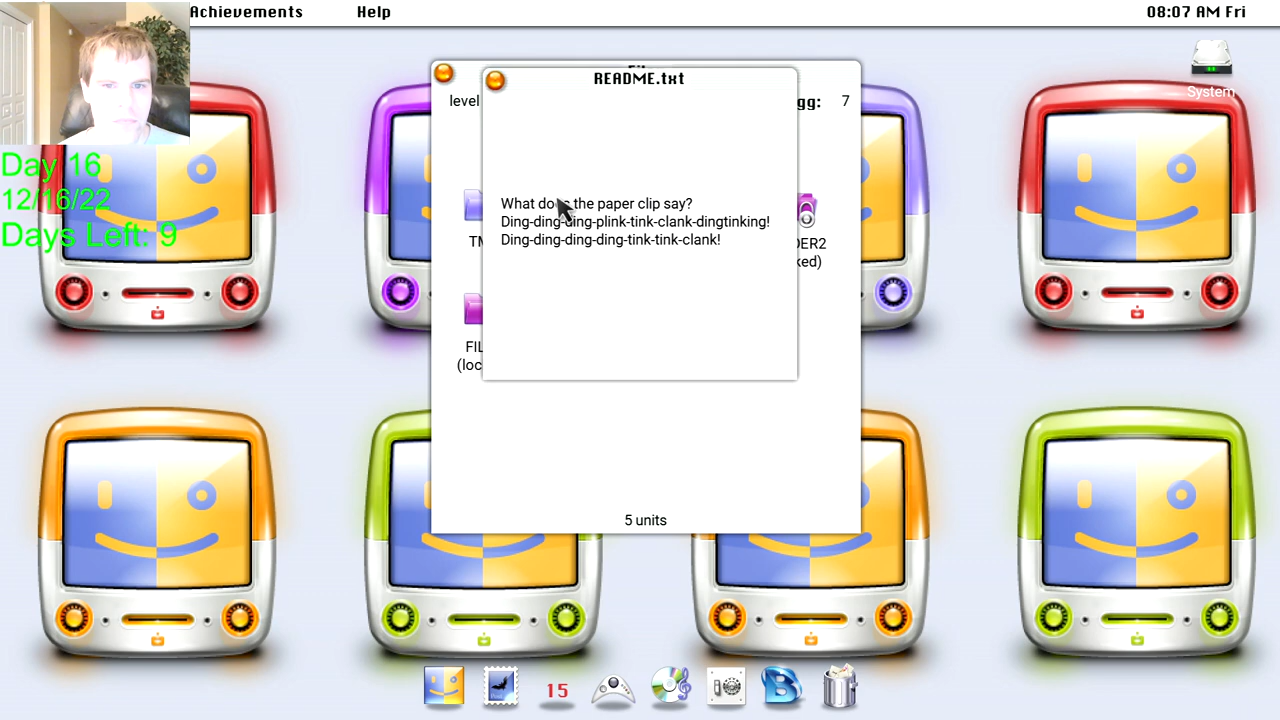 Achievements Help 08:07 AM Fri
README.txt
level
gg: 7
System
Day 16
12/16/22
Days Left: 9
What does the paper clip say?
Ding-ding-ding-plink-tink-clank-dingtinking!
Ding-ding-ding-ding-tink-tink-clank!
TM
DER2
ked)
FIL
(loc
5 units
15